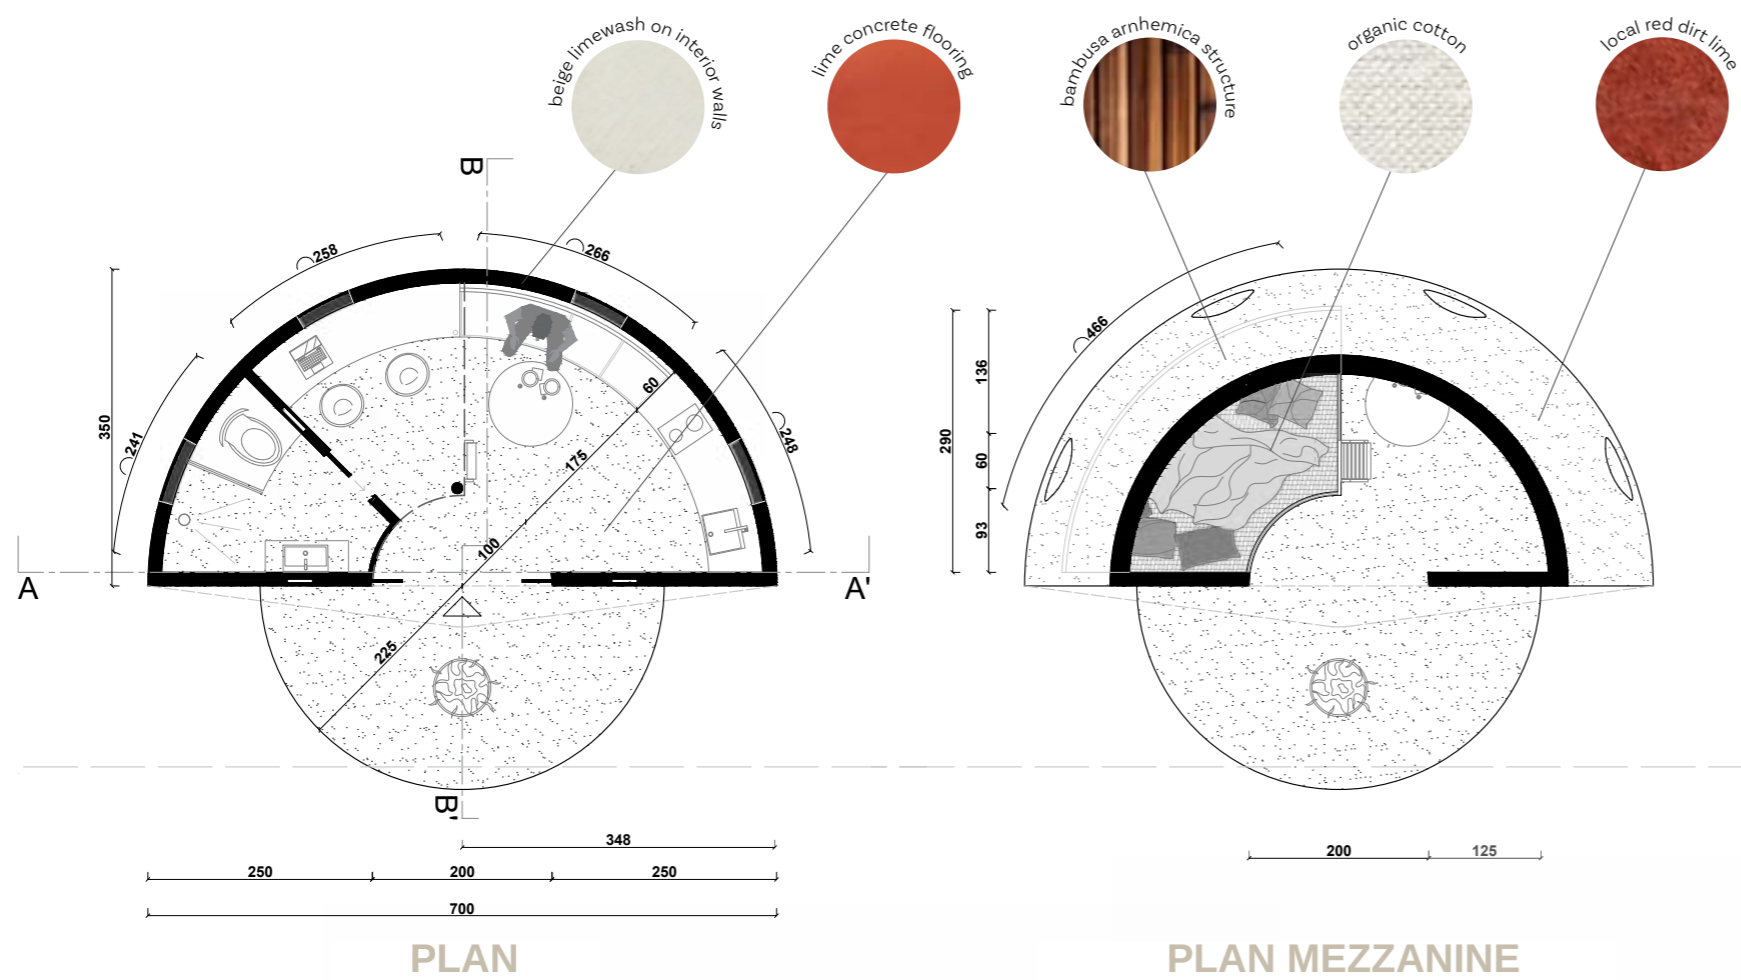 beige limewash on interior walls
lime concrete flooring
bambusa arnhemica structure
organic cotton
local red dirt lime
B
258
266
241
350
60
248
175
100
A
A'
225
B'
348
250
200
250
700
PLAN
466
136
290
60
93
200
125
PLAN MEZZANINE